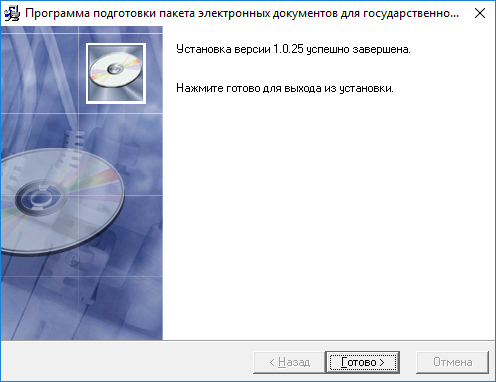 Программа подготовки пакета электронных документов для государственно...
Установка версии 1.0.25 успешно завершена.
Нажмите готово для выхода из установки.
< Назад
Готово >
Отмена